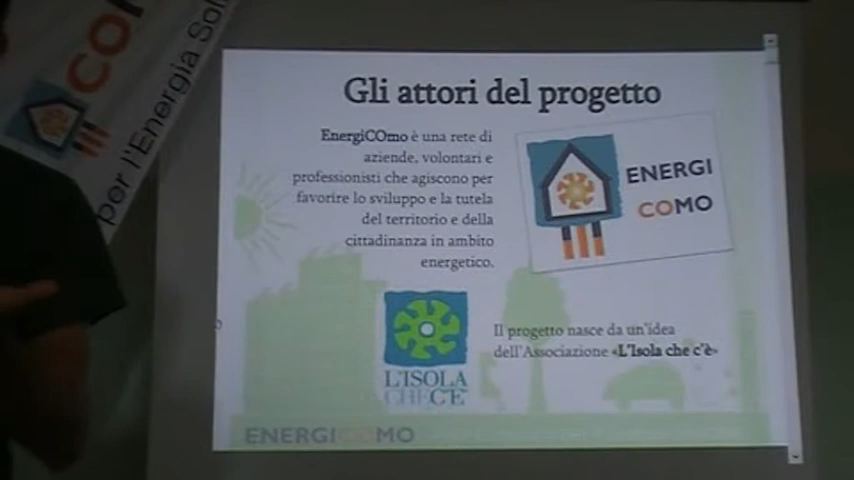 COM
per l'Energia Sol
Gli attori del progetto
EnergiCOmo è una rete di
aziende, volontari e
professionisti che agiscono per
favorire lo sviluppo e la tutela
del territorio e della
cittadinanza in ambito
energetico.
ENERGI
COMO
Il progetto nasce da un'idea
dell'Associazione «L'Isola che c'è»
L'ISOLA
CHE C'È
ENERGICOMO